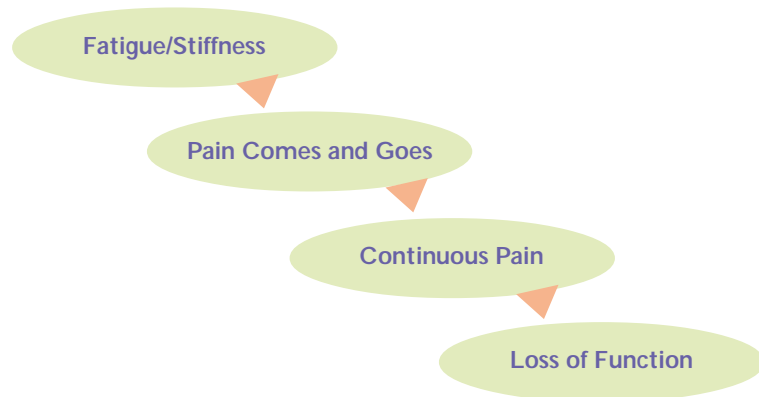 Fatigue/Stiffness
Pain Comes and Goes
Continuous Pain
Loss of Function